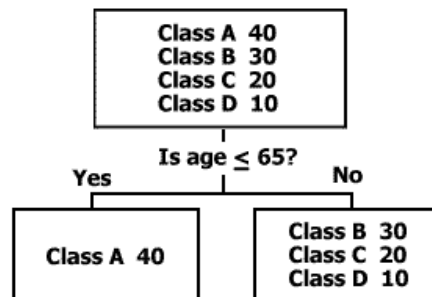 Class A 40
Class B 30
Class C 20
Class D 10
Is age ≤ 65?
Yes
No
Class A 40
Class B 30
Class C 20
Class D 10